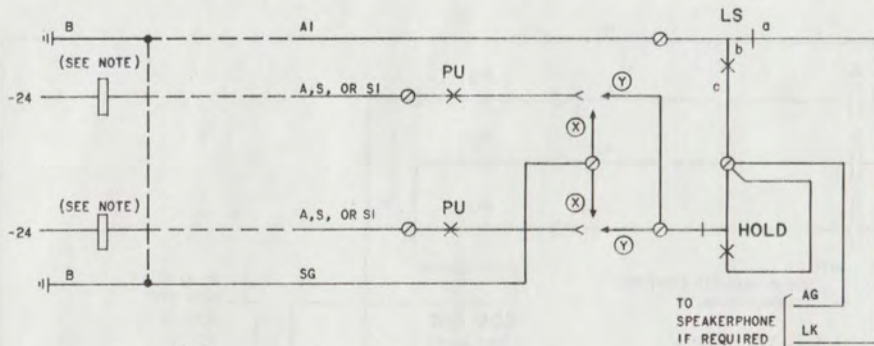 B AI LS a
(SEE NOTE) b
-24 A,S, OR SI PU Y c
X
(SEE NOTE) X
-24 A,S, OR SI PU Y HOLD
B SG
TO AG
SPEAKERPHONE
IF REQUIRED LK